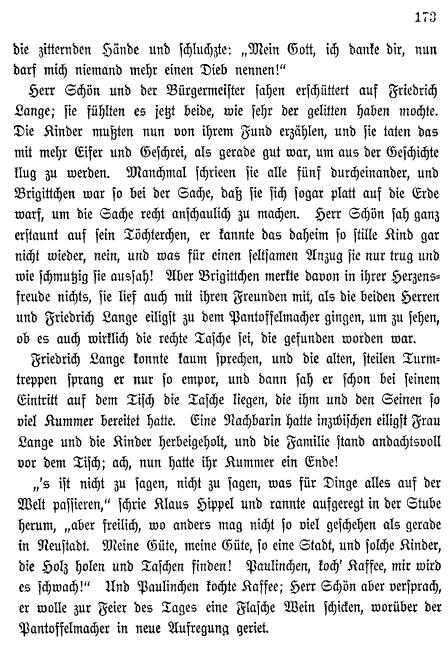 173
die zitternden Hände und schluchzte: „Mein Gott, ich danke dir, nun
darf mich niemand mehr einen Dieb nennen!“
Herr Schön und der Bürgermeister sahen erschüttert auf Friedrich
Lange; sie fühlten es jetzt beide, wie sehr der gelitten haben mochte.
Die Kinder mußten nun von ihrem Fund erzählen, und sie taten das
mit mehr Eifer und Geschrei, als gerade gut war, um aus der Geschichte
klug zu werden. Manchmal schrieen sie alle fünf durcheinander, und
Brigittchen war so bei der Sache, daß sie sich sogar platt auf die Erde
warf, um die Sache recht anschaulich zu machen. Herr Schön sah ganz
erstaunt auf sein Töchterchen, er kannte das daheim so stille Kind gar
nicht wieder, nein, und was für einen seltsamen Anzug sie nur trug und
wie schmutzig sie aussah! Aber Brigittchen merkte davon in ihrer Herzens-
freude nichts, sie lief auch mit ihren Freunden mit, als die beiden Herren
und Friedrich Lange eiligst zu dem Pantoffelmacher gingen, um zu sehen,
ob es auch wirklich die rechte Tasche sei, die gefunden worden war.
Friedrich Lange konnte kaum sprechen, und die alten, steilen Turm-
treppen sprang er nur so empor, und dann sah er schon bei seinem
Eintritt auf dem Tisch die Tasche liegen, die ihm und den Seinen so
viel Kummer bereitet hatte. Eine Nachbarin hatte inzwischen eiligst Frau
Lange und die Kinder herbeigeholt, und die Familie stand andachtsvoll
vor dem Tisch; ach, nun hatte ihr Kummer ein Ende!
„'s ist nicht zu sagen, nicht zu sagen, was für Dinge alles auf der
Welt passieren,“ schrie Klaus Hippel und rannte aufgeregt in der Stube
herum, „aber freilich, wo anders mag nicht so viel geschehen als gerade
in Neustadt. Meine Güte, meine Güte, so eine Stadt, und solche Kinder,
die Holz holen und Taschen finden! Paulinchen, koch' Kaffee, mir wird
es schwach!“ Und Paulinchen kochte Kaffee; Herr Schön aber versprach,
er wolle zur Feier des Tages eine Flasche Wein schicken, worüber der
Pantoffelmacher in neue Aufregung geriet.